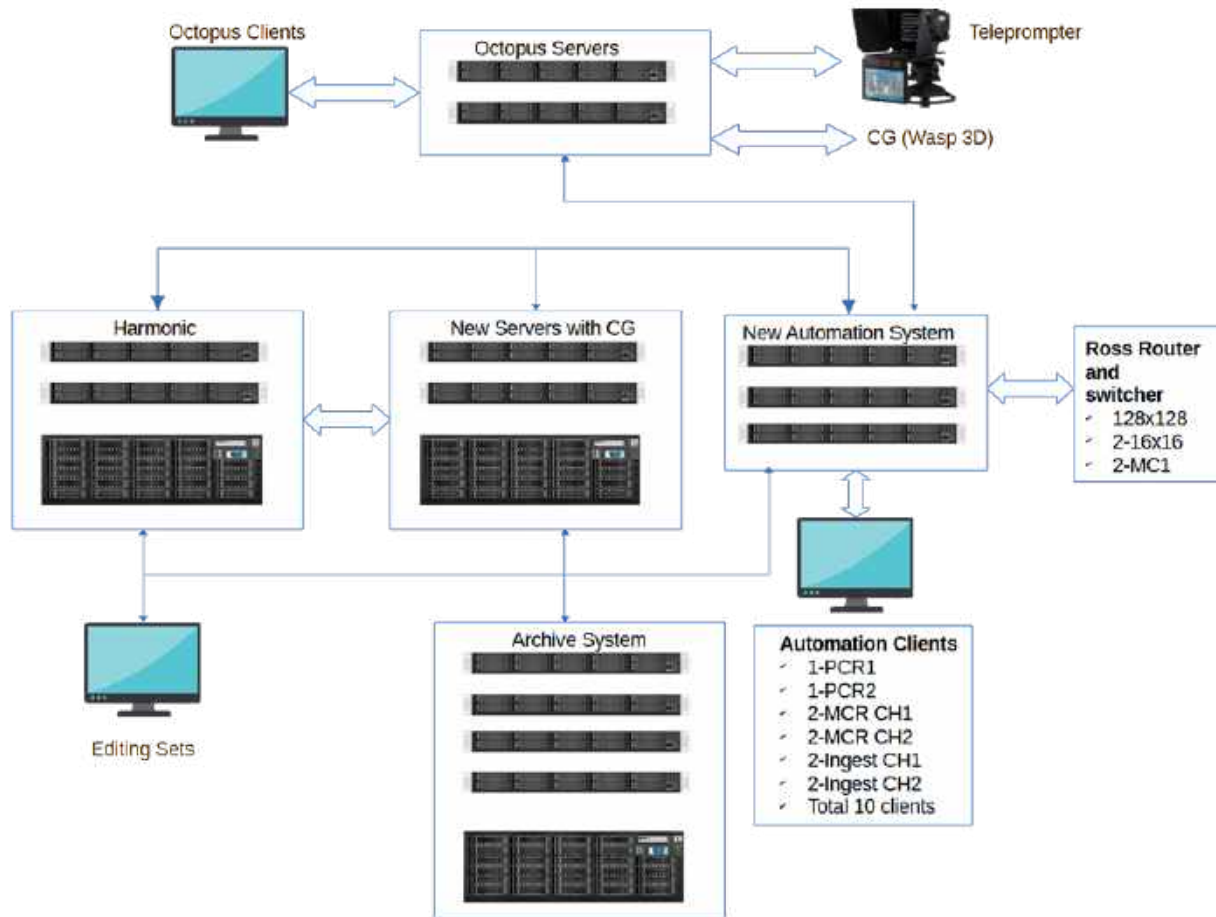 Octopus Clients
Octopus Servers
Teleprompter
CG (Wasp 3D)
Harmonic
New Servers with CG
New Automation System
Ross Router
and
switcher
128x128
2-16x16
2-MC1
Editing Sets
Archive System
Automation Clients
1-PCR1
1-PCR2
2-MCR CH1
2-MCR CH2
2-Ingest CH1
2-Ingest CH2
Total 10 clients